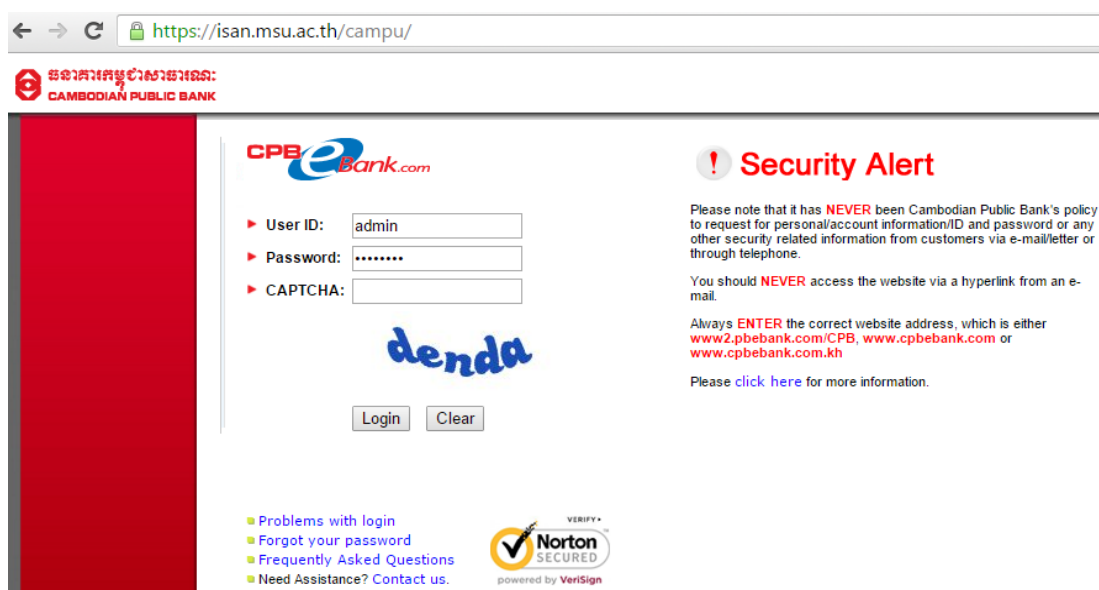 https://isan.msu.ac.th/campu/
ធនាគារកម្ពុជាសាធារណៈ
CAMBODIAN PUBLIC BANK
CPB eBank.com
User ID: admin
Password: ••••••••
CAPTCHA:
denda
Login Clear
Problems with login
Forgot your password
Frequently Asked Questions
Need Assistance? Contact us.
VERIFY
Norton
SECURED
powered by VeriSign
! Security Alert
Please note that it has NEVER been Cambodian Public Bank's policy
to request for personal/account information/ID and password or any
other security related information from customers via e-mail/letter or
through telephone.
You should NEVER access the website via a hyperlink from an e-
mail.
Always ENTER the correct website address, which is either
www2.pbebank.com/CPB, www.cpbebank.com or
www.cpbebank.com.kh
Please click here for more information.